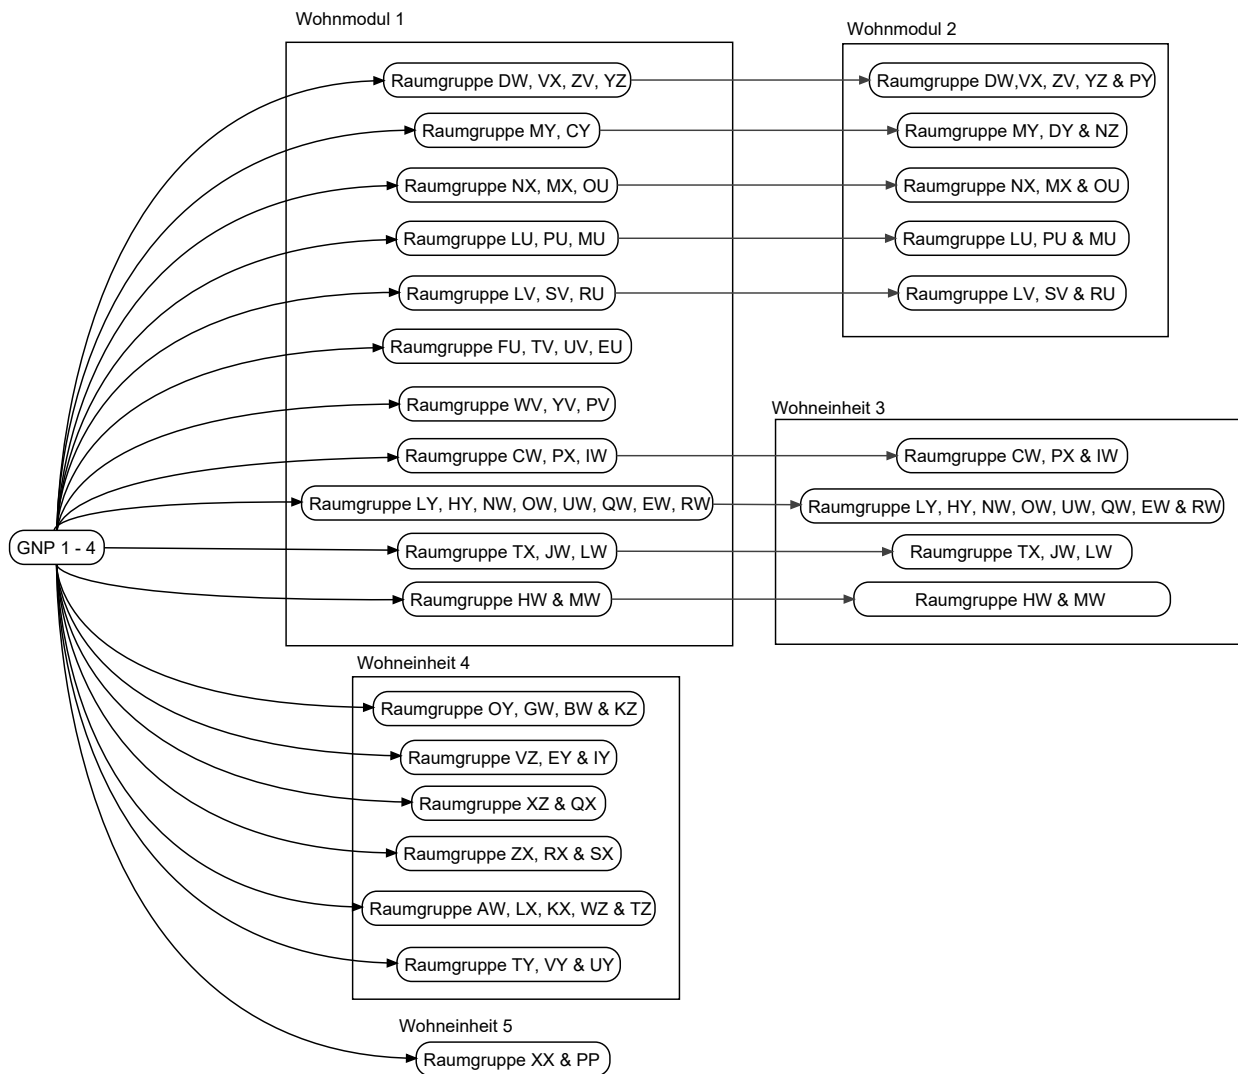 Wohnmodul 1
Raumgruppe DW, VX, ZV, YZ
Raumgruppe MY, CY
Raumgruppe NX, MX, OU
Raumgruppe LU, PU, MU
Raumgruppe LV, SV, RU
Raumgruppe FU, TV, UV, EU
Raumgruppe WV, YV, PV
Raumgruppe CW, PX, IW
Raumgruppe LY, HY, NW, OW, UW, QW, EW, RW
Raumgruppe TX, JW, LW
Raumgruppe HW & MW
Wohnmodul 2
Raumgruppe DW,VX, ZV, YZ & PY
Raumgruppe MY, DY & NZ
Raumgruppe NX, MX & OU
Raumgruppe LU, PU & MU
Raumgruppe LV, SV & RU
Wohneinheit 3
Raumgruppe CW, PX & IW
Raumgruppe LY, HY, NW, OW, UW, QW, EW & RW
Raumgruppe TX, JW, LW
Raumgruppe HW & MW
GNP 1 - 4
Wohneinheit 4
Raumgruppe OY, GW, BW & KZ
Raumgruppe VZ, EY & IY
Raumgruppe XZ & QX
Raumgruppe ZX, RX & SX
Raumgruppe AW, LX, KX, WZ & TZ
Raumgruppe TY, VY & UY
Wohneinheit 5
Raumgruppe XX & PP